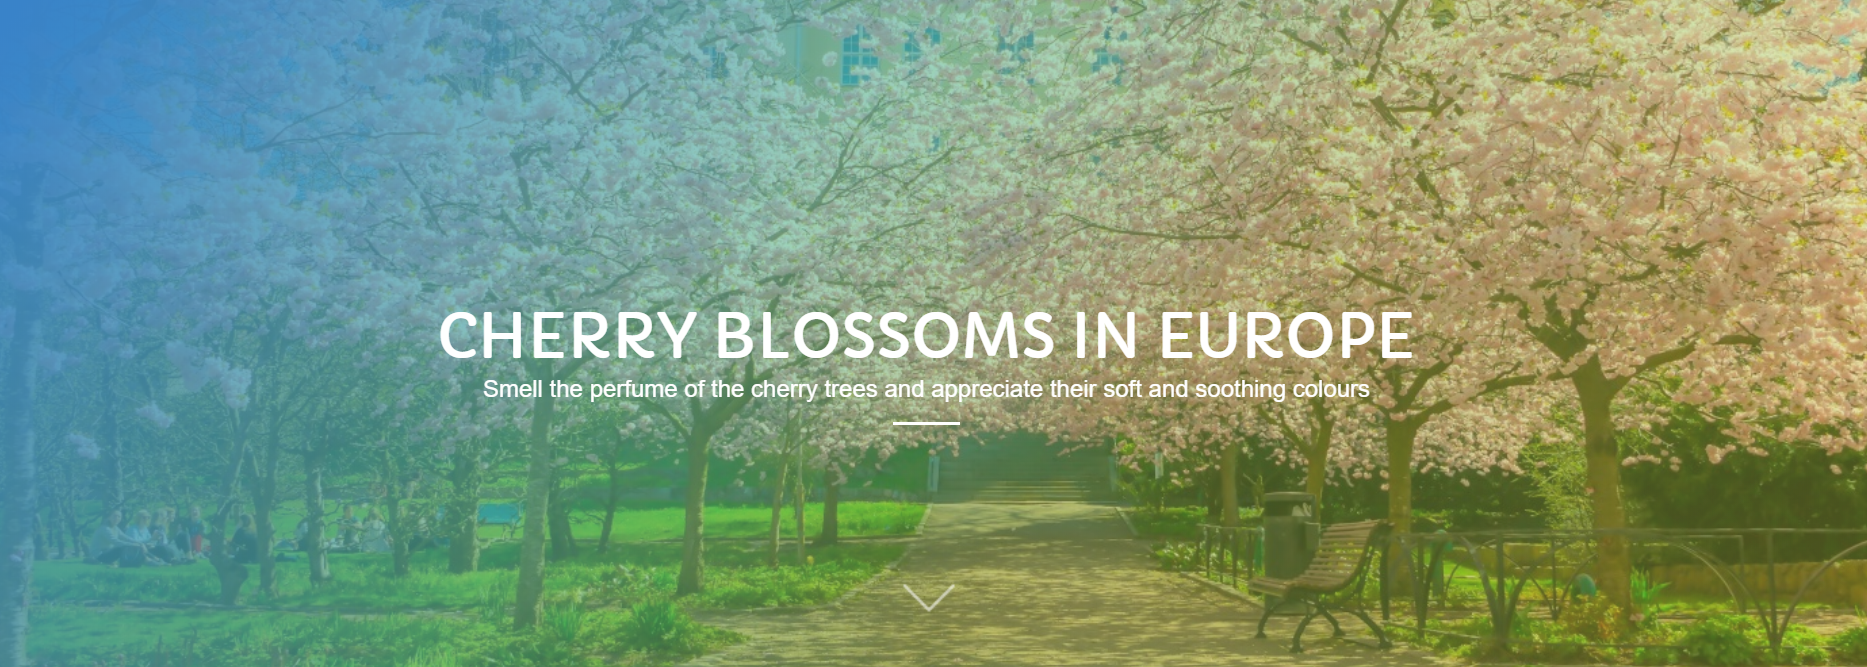 CHERRY BLOSSOMS IN EUROPE
Smell the perfume of the cherry trees and appreciate their soft and soothing colours